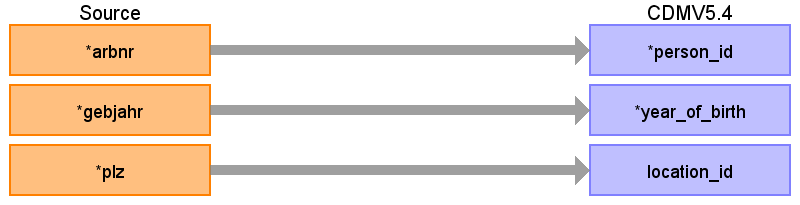 Source CDMV5.4
*arbnr *person_id
*gebjahr *year_of_birth
*plz location_id